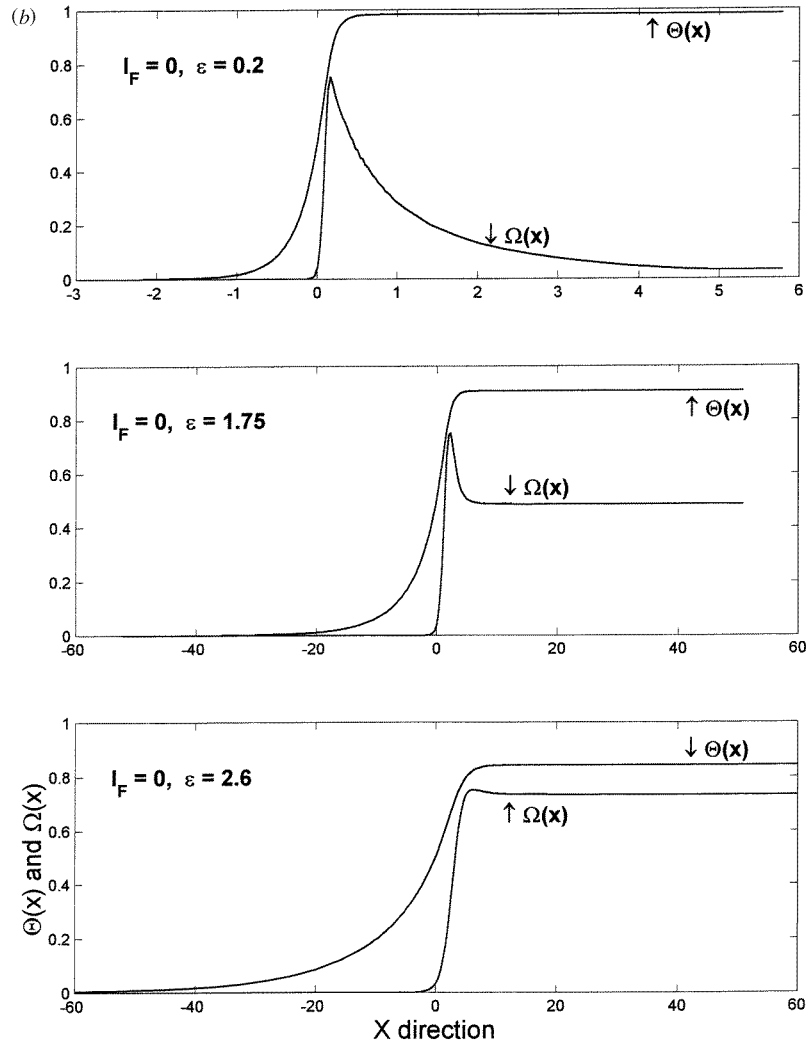 (b)
1
0.8
0.6
0.4
0.2
0
I_F = 0, ε = 0.2
↑ Θ(x)
↓ Ω(x)
-3 -2 -1 0 1 2 3 4 5 6
1
0.8
0.6
0.4
0.2
0
I_F = 0, ε = 1.75
↑ Θ(x)
↓ Ω(x)
-60 -40 -20 0 20 40 60
Θ(x) and Ω(x)
1
0.8
0.6
0.4
0.2
0
I_F = 0, ε = 2.6
↓ Θ(x)
↑ Ω(x)
-60 -40 -20 0 20 40 60
X direction